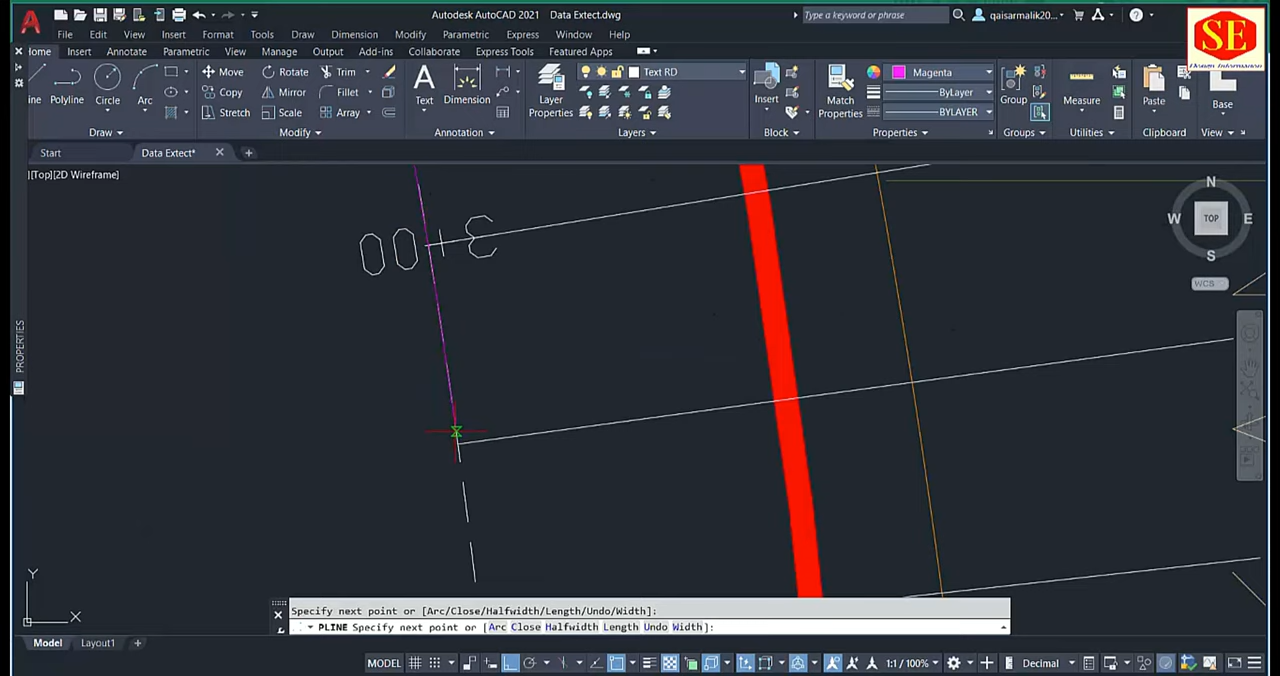 Autodesk AutoCAD 2021 Data Extect.dwg
Type a keyword or phrase
qaisarmalik20...
File Edit View Insert Format Tools Draw Dimension Modify Parametric Express Window Help
SE
Home Insert Annotate Parametric View Manage Output Add-ins Collaborate Express Tools Featured Apps
Line Polyline Circle Arc
Move Rotate Trim
Copy Mirror Fillet
Stretch Scale Array
Text Dimension
Layer Properties
Text RD
Insert
Match Properties
Magenta
ByLayer
BYLAYER
Group
Measure
Paste
Base
Draw Modify Annotation Layers Block Properties Groups Utilities Clipboard View
Start Data Extect*
[Top][2D Wireframe]
N
W TOP E
S
WCS
3+00
PROPERTIES
Y
X
Specify next point or [Arc/Close/Halfwidth/Length/Undo/Width]:
PLINE Specify next point or [Arc Close Halfwidth Length Undo Width]:
Model Layout1
MODEL 1:1 / 100% Decimal